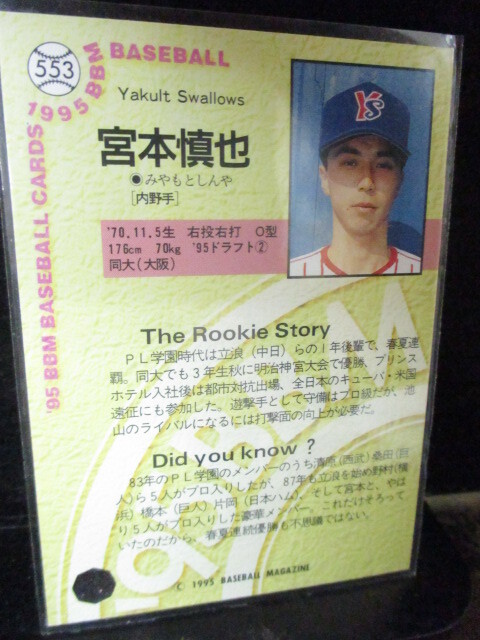 553
1995 BBM BASEBALL
'95 BBM BASEBALL CARDS
Yakult Swallows
宮本慎也
●みやもとしんや
[内野手]
'70.11.5生 右投右打 O型
176cm 70kg '95ドラフト②
同大(大阪)
YS
The Rookie Story
PL学園時代は立浪(中日)らの1年後輩で、春夏連
覇。同大でも3年生秋に明治神宮大会で優勝、プリンス
ホテル入社後は都市対抗出場、全日本のキューバ・米国
遠征にも参加した。遊撃手として守備はプロ級だが、池
山のライバルになるには打撃面の向上が必要だ。
Did you know?
83年のPL学園のメンバーのうち清原(西武)桑田(巨
人)ら5人がプロ入りしたが、87年も立浪を始め野村(横
浜)橋本(巨人)片岡(日本ハム)、そして宮本と、やは
り5人がプロ入りした豪華メンバー。これだけそろって
いたのだから、春夏連続優勝も不思議ではない。
© 1995 BASEBALL MAGAZINE